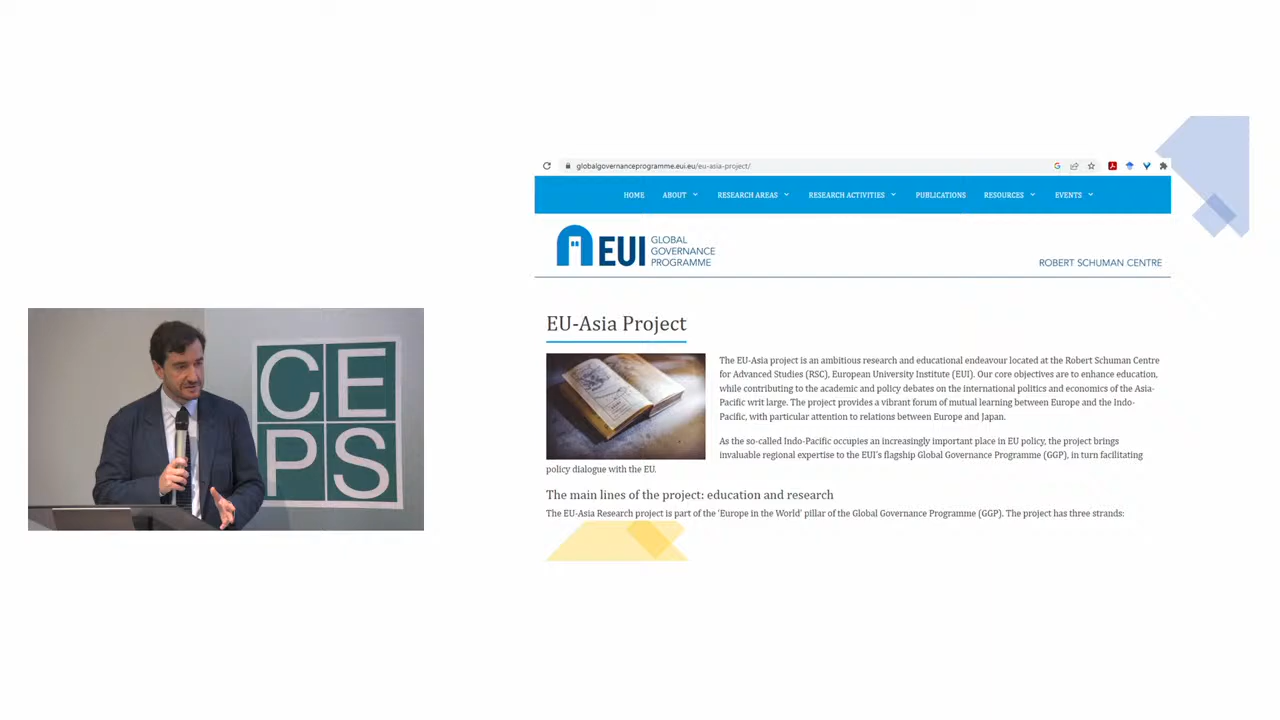 CE
PS
globalgovernanceprogramme.eui.eu/eu-asia-project/
HOME ABOUT RESEARCH AREAS RESEARCH ACTIVITIES PUBLICATIONS RESOURCES EVENTS
EUI GLOBAL
GOVERNANCE
PROGRAMME
ROBERT SCHUMAN CENTRE
EU-Asia Project
The EU-Asia project is an ambitious research and educational endeavour located at the Robert Schuman Centre
for Advanced Studies (RSC), European University Institute (EUI). Our core objectives are to enhance education,
while contributing to the academic and policy debates on the international politics and economics of the Asia-
Pacific writ large. The project provides a vibrant forum of mutual learning between Europe and the Indo-
Pacific, with particular attention to relations between Europe and Japan.
As the so-called Indo-Pacific occupies an increasingly important place in EU policy, the project brings
invaluable regional expertise to the EUI's flagship Global Governance Programme (GGP), in turn facilitating
policy dialogue with the EU.
The main lines of the project: education and research
The EU-Asia Research project is part of the 'Europe in the World' pillar of the Global Governance Programme (GGP). The project has three strands: